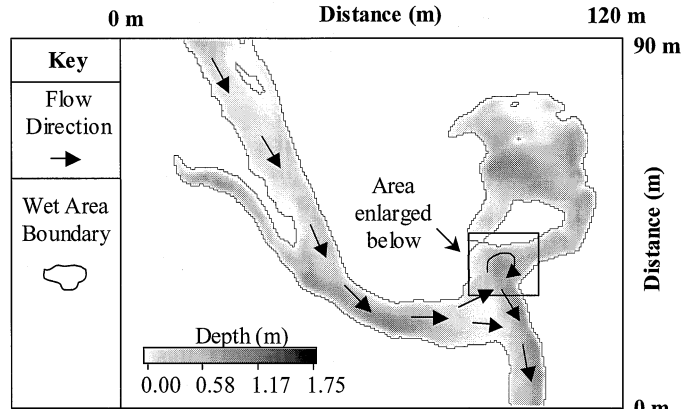 0 m
Distance (m)
120 m
90 m
Key
Flow
Direction
Wet Area
Boundary
Area
enlarged
below
Distance (m)
Depth (m)
0.00 0.58 1.17 1.75
0 m